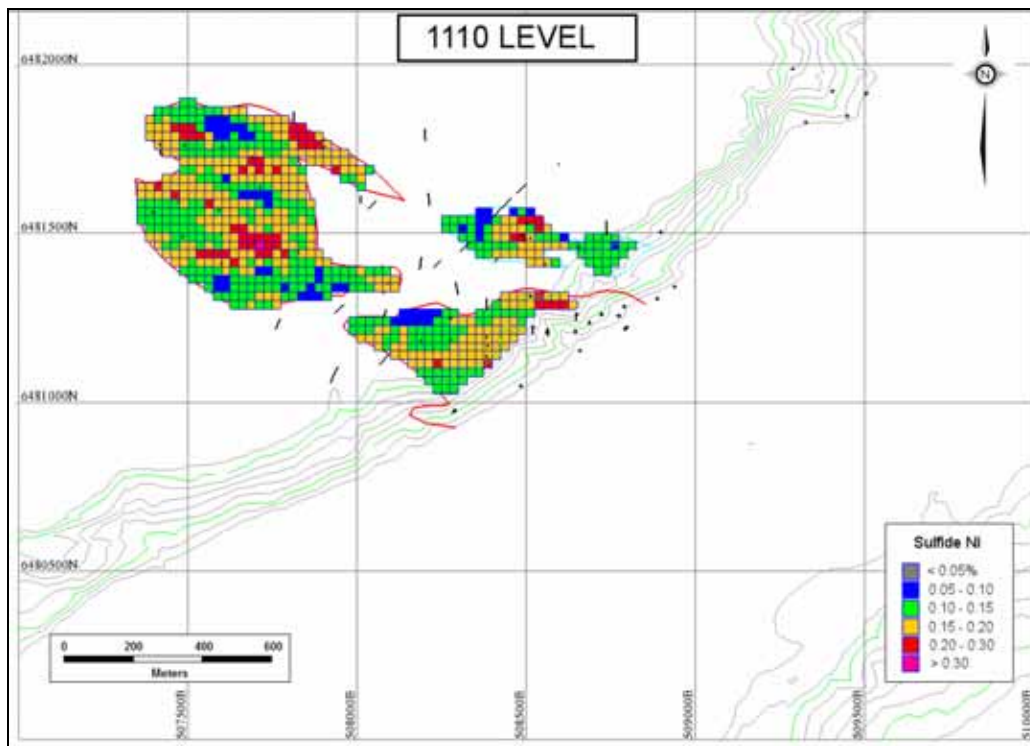 1110 LEVEL
6482000N
N
6481500N
6481000N
6480500N
Sulfide NI
< 0.05%
0.05 - 0.10
0.10 - 0.15
0.15 - 0.20
0.20 - 0.30
> 0.30
0 200 400 600
Meters
507500E
508000E
508500E
509000E
509500E
510000E